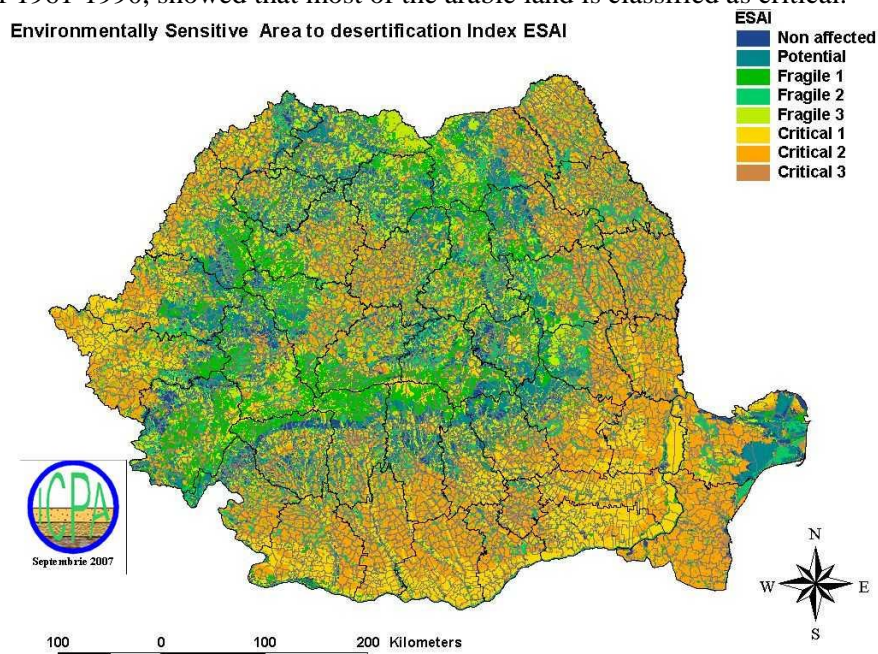 1961-1990, showed that most of the arable land is classified as critical.
Environmentally Sensitive Area to desertification Index ESAI
ESAI
Non affected
Potential
Fragile 1
Fragile 2
Fragile 3
Critical 1
Critical 2
Critical 3
ICPA
Septembrie 2007
N
W E
S
100 0 100 200 Kilometers